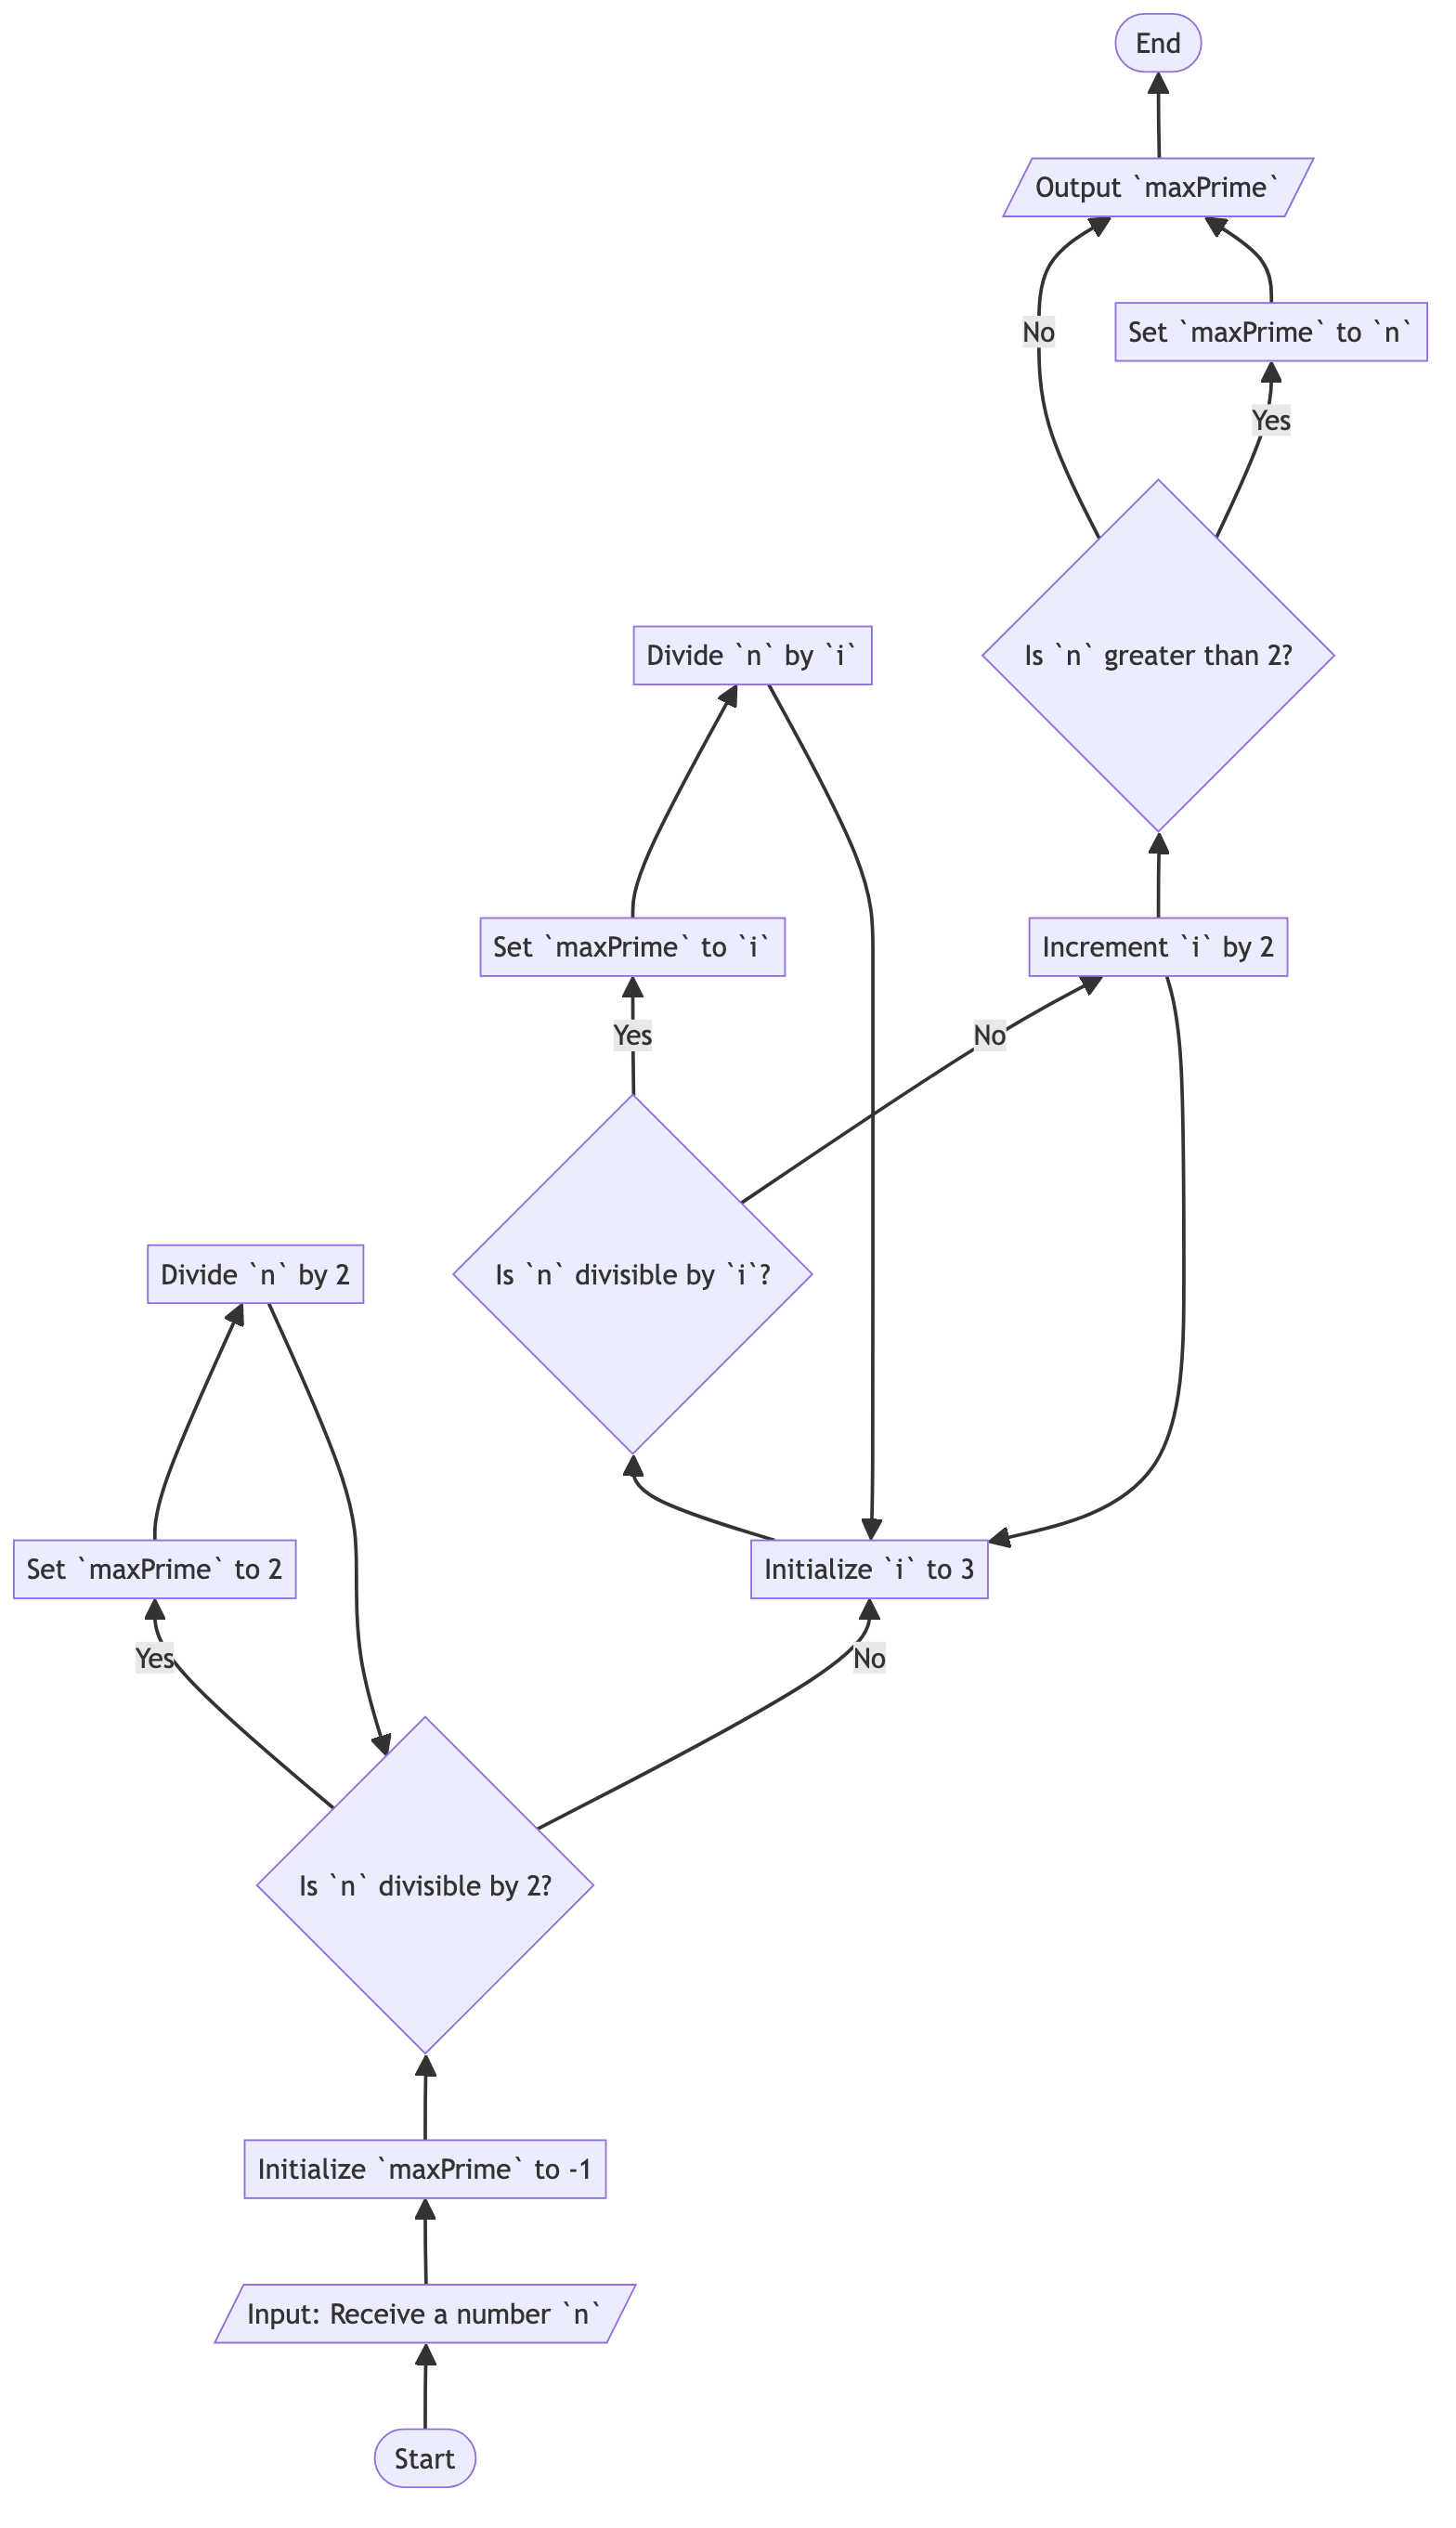 End
Output `maxPrime`
Set `maxPrime` to `n`
No
Yes
Is `n` greater than 2?
Divide `n` by `i`
Set `maxPrime` to `i`
Increment `i` by 2
Yes
No
Is `n` divisible by `i`?
Divide `n` by 2
Set `maxPrime` to 2
Initialize `i` to 3
Yes
No
Is `n` divisible by 2?
Initialize `maxPrime` to -1
Input: Receive a number `n`
Start